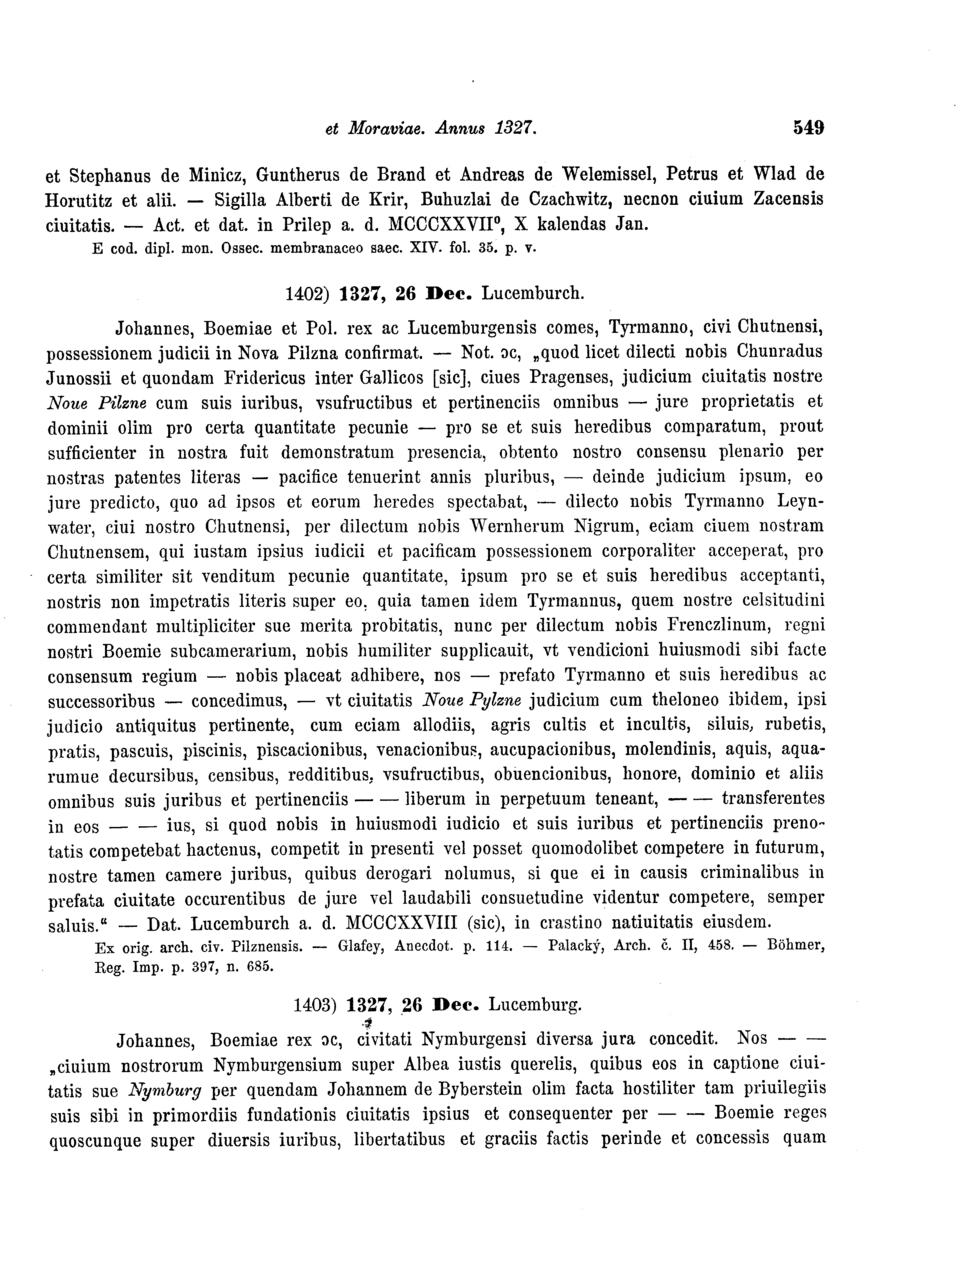 et Moraviae. Annus 1327. 549
et Stephanus de Minicz, Guntherus de Brand et Andreas de Welemissel, Petrus et Wlad de
Horutitz et alii. — Sigilla Alberti de Krir, Buhuzlai de Czachwitz, necnon ciuium Zacensis
ciuitatis. — Act. et dat. in Prilep a. d. MCCCXXVII⁰, X kalendas Jan.
E cod. dipl. mon. Ossec. membranaceo saec. XIV. fol. 35. p. v.
1402) 1327, 26 Dec. Lucemburch.
Johannes, Boemiae et Pol. rex ac Lucemburgensis comes, Tyrmanno, civi Chutnensi,
possessionem judicii in Nova Pilzna confirmat. — Not. ɔc, „quod licet dilecti nobis Chunradus
Junossii et quondam Fridericus inter Gallicos [sic], ciues Pragenses, judicium ciuitatis nostre
Noue Pilzne cum suis iuribus, vsufructibus et pertinenciis omnibus — jure proprietatis et
dominii olim pro certa quantitate pecunie — pro se et suis heredibus comparatum, prout
sufficienter in nostra fuit demonstratum presencia, obtento nostro consensu plenario per
nostras patentes literas — pacifice tenuerint annis pluribus, — deinde judicium ipsum, eo
jure predicto, quo ad ipsos et eorum heredes spectabat, — dilecto nobis Tyrmanno Leyn-
water, ciui nostro Chutnensi, per dilectum nobis Wernherum Nigrum, eciam ciuem nostram
Chutnensem, qui iustam ipsius iudicii et pacificam possessionem corporaliter acceperat, pro
certa similiter sit venditum pecunie quantitate, ipsum pro se et suis heredibus acceptanti,
nostris non impetratis literis super eo, quia tamen idem Tyrmannus, quem nostre celsitudini
commendant multipliciter sue merita probitatis, nunc per dilectum nobis Frenczlinum, regni
nostri Boemie subcamerarium, nobis humiliter supplicauit, vt vendicioni huiusmodi sibi facte
consensum regium — nobis placeat adhibere, nos — prefato Tyrmanno et suis heredibus ac
successoribus — concedimus, — vt ciuitatis Noue Pylzne judicium cum theloneo ibidem, ipsi
judicio antiquitus pertinente, cum eciam allodiis, agris cultis et incultis, siluis, rubetis,
pratis, pascuis, piscinis, piscacionibus, venacionibus, aucupacionibus, molendinis, aquis, aqua-
rumue decursibus, censibus, redditibus, vsufructibus, obuencionibus, honore, dominio et aliis
omnibus suis juribus et pertinenciis — — liberum in perpetuum teneant, — — transferentes
in eos — — ius, si quod nobis in huiusmodi iudicio et suis iuribus et pertinenciis preno-
tatis competebat hactenus, competit in presenti vel posset quomodolibet competere in futurum,
nostre tamen camere juribus, quibus derogari nolumus, si que ei in causis criminalibus in
prefata ciuitate occurentibus de jure vel laudabili consuetudine videntur competere, semper
saluis.“ — Dat. Lucemburch a. d. MCCCXXVIII (sic), in crastino natiuitatis eiusdem.
Ex orig. arch. civ. Pilznensis. — Glafey, Anecdot. p. 114. — Palacký, Arch. č. II, 458. — Böhmer,
Reg. Imp. p. 397, n. 685.
1403) 1327, 26 Dec. Lucemburg.
Johannes, Boemiae rex ɔc, civitati Nymburgensi diversa jura concedit. Nos — —
„ciuium nostrorum Nymburgensium super Albea iustis querelis, quibus eos in captione ciui-
tatis sue Nymburg per quendam Johannem de Byberstein olim facta hostiliter tam priuilegiis
suis sibi in primordiis fundationis ciuitatis ipsius et consequenter per — — Boemie reges
quoscunque super diuersis iuribus, libertatibus et graciis factis perinde et concessis quam